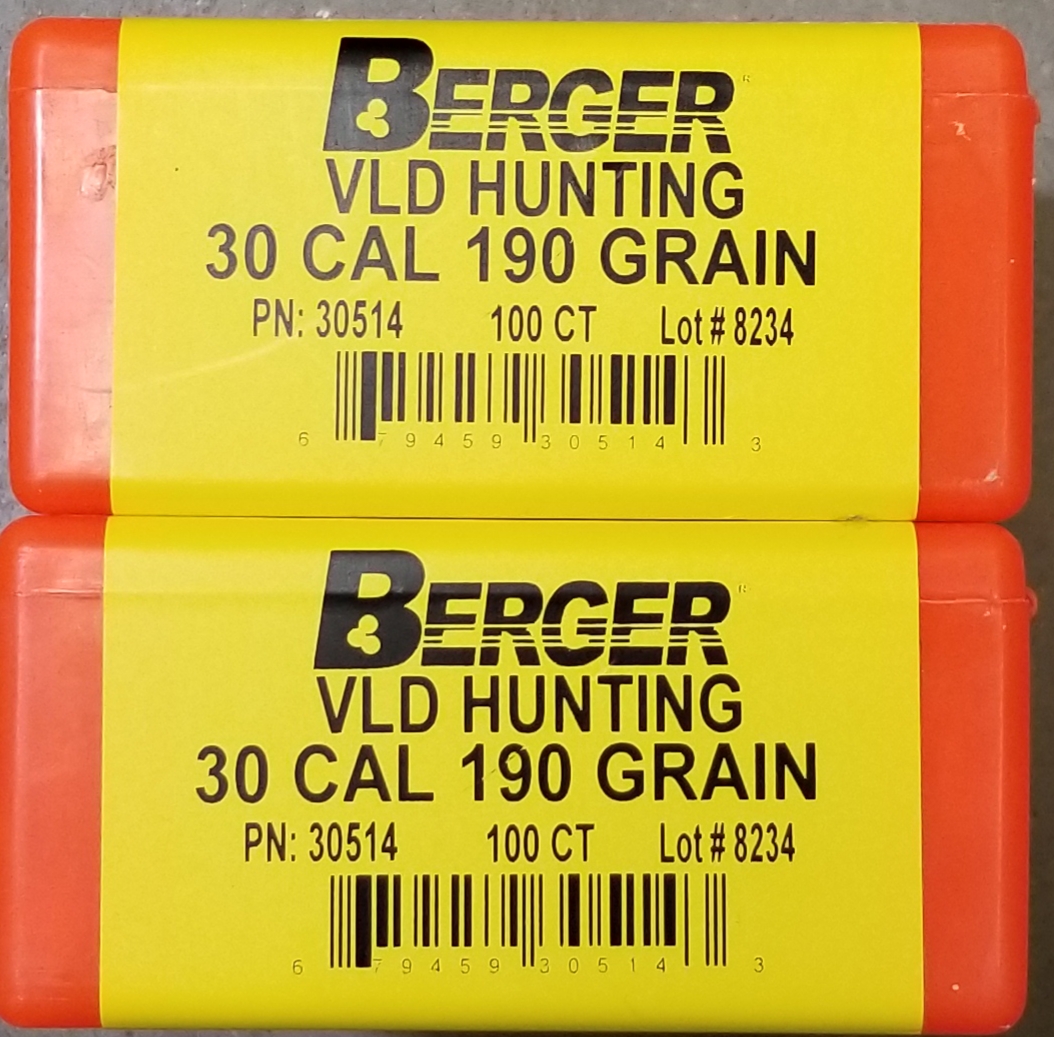 BERGER®
VLD HUNTING
30 CAL 190 GRAIN
PN: 30514 100 CT Lot # 8234
6 79459 30514 3
BERGER®
VLD HUNTING
30 CAL 190 GRAIN
PN: 30514 100 CT Lot # 8234
6 79459 30514 3